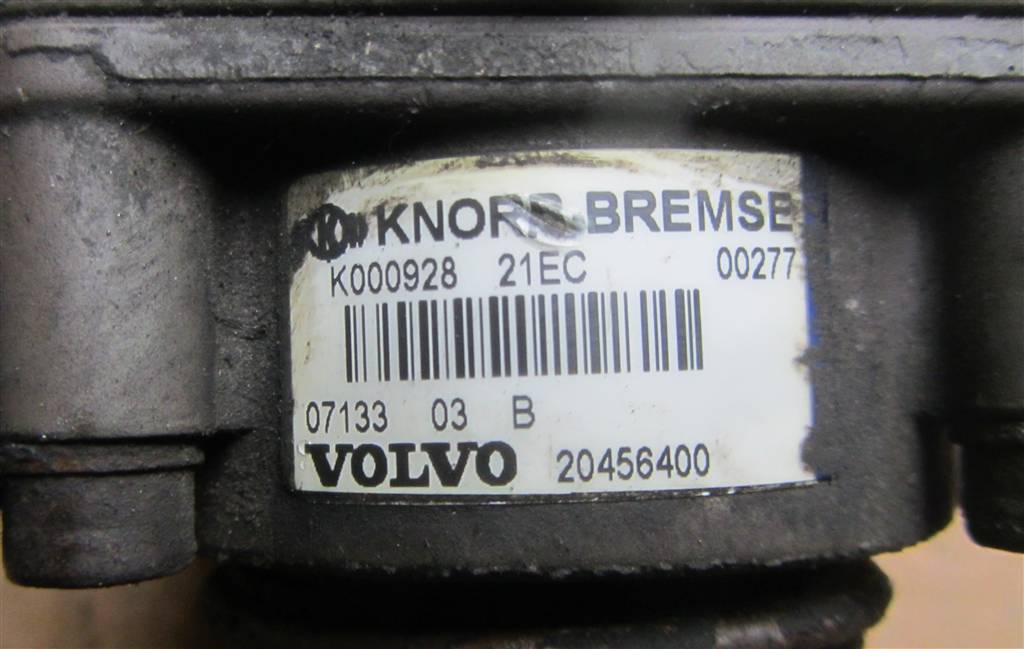 KNORR-BREMSE
K000928 21EC 00277
07133 03 B
VOLVO 20456400